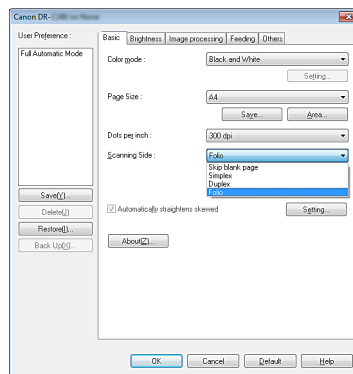 Canon DR-
User Preference :
Full Automatic Mode
Save(Y)...
Delete(J)
Restore(I)...
Back Up(X)...
Basic Brightness Image processing Feeding Others
Color mode : Black and White
Setting...
Page Size : A4
Save... Area...
Dots per inch : 300 dpi
Scanning Side : Folio
Skip blank page
Simplex
Duplex
Folio
Automatically straightens skewed Setting...
About(Z)...
OK Cancel Default Help